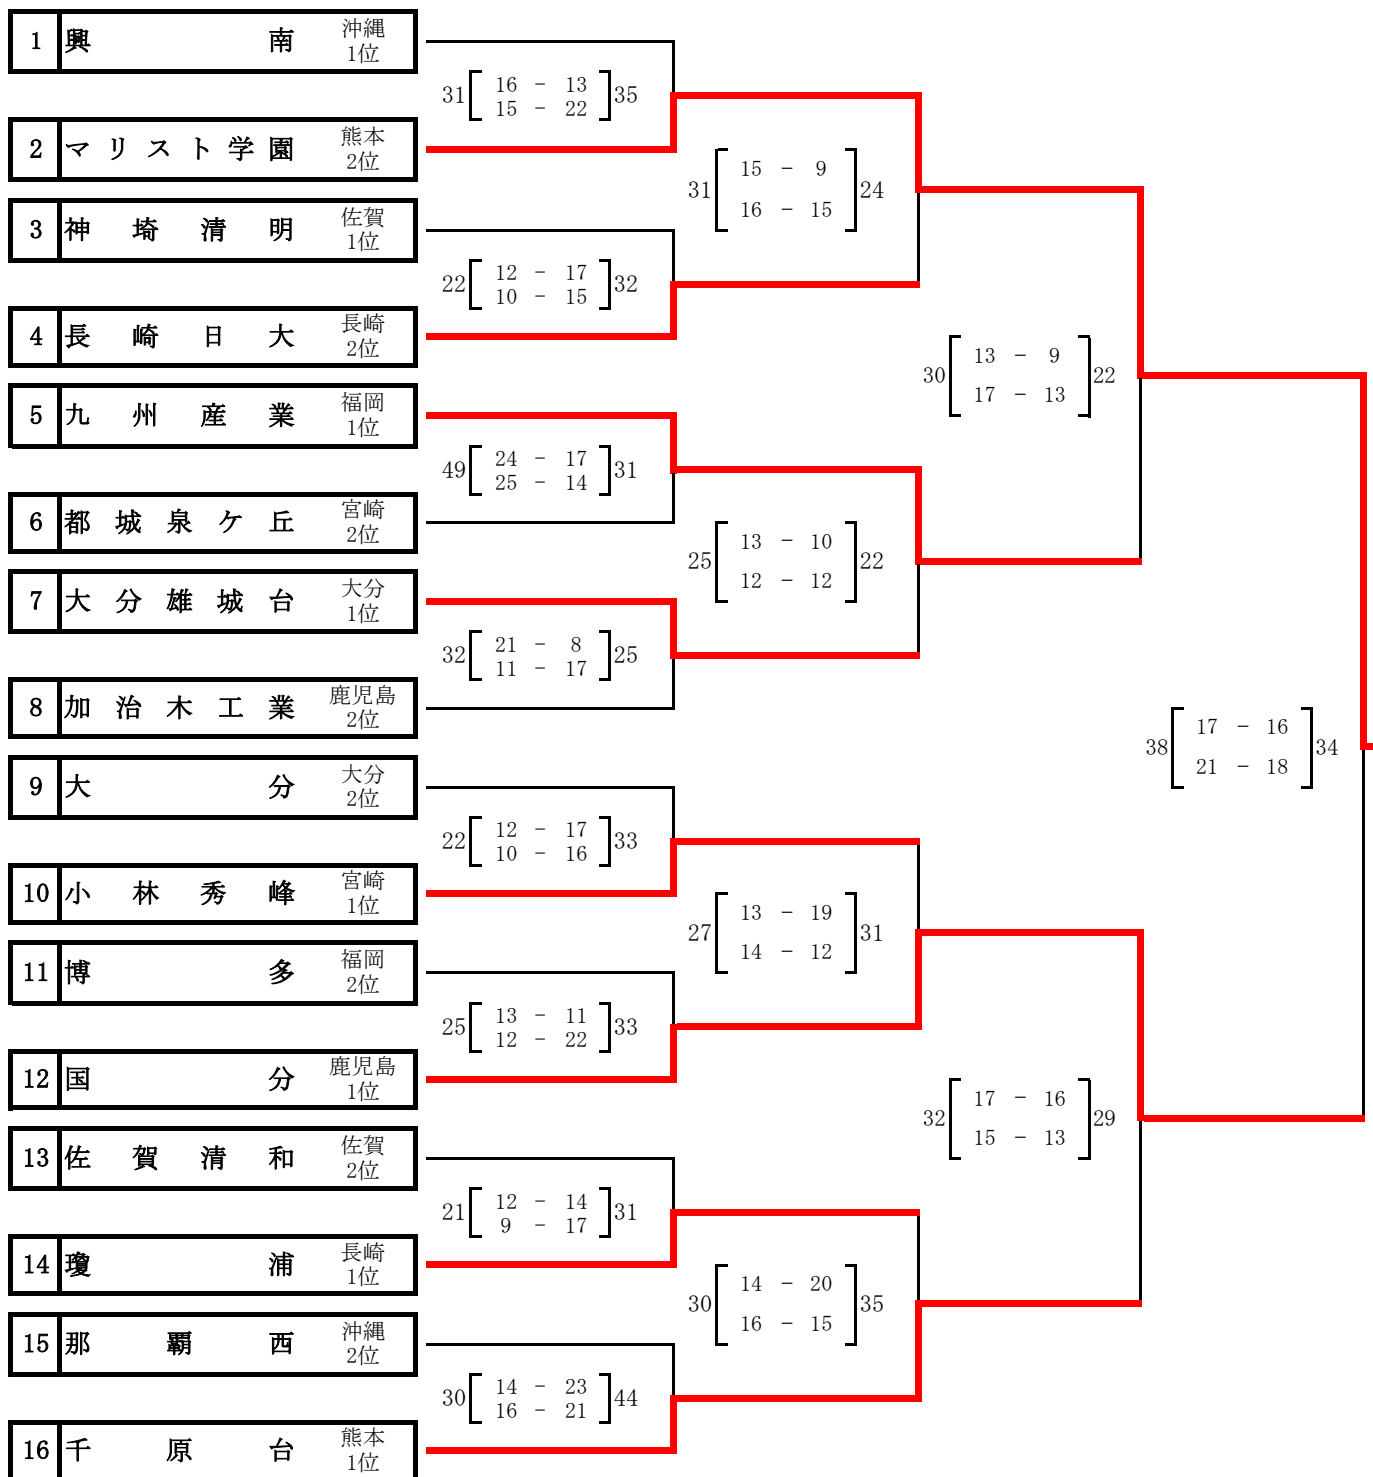 1 興南 沖縄
1位
2 マリスト学園 熊本
2位
3 神埼清明 佐賀
1位
4 長崎日大 長崎
2位
5 九州産業 福岡
1位
6 都城泉ケ丘 宮崎
2位
7 大分雄城台 大分
1位
8 加治木工業 鹿児島
2位
9 大分 大分
2位
10 小林秀峰 宮崎
1位
11 博多 福岡
2位
12 国分 鹿児島
1位
13 佐賀清和 佐賀
2位
14 瓊浦 長崎
1位
15 那覇西 沖縄
2位
16 千原台 熊本
1位
31 16 - 13 35
15 - 22
22 12 - 17 32
10 - 15
49 24 - 17 31
25 - 14
32 21 - 8 25
11 - 17
22 12 - 17 33
10 - 16
25 13 - 11 33
12 - 22
21 12 - 14 31
9 - 17
30 14 - 23 44
16 - 21
31 15 - 9 24
16 - 15
25 13 - 10 22
12 - 12
27 13 - 19 31
14 - 12
30 14 - 20 35
16 - 15
30 13 - 9 22
17 - 13
32 17 - 16 29
15 - 13
38 17 - 16 34
21 - 18